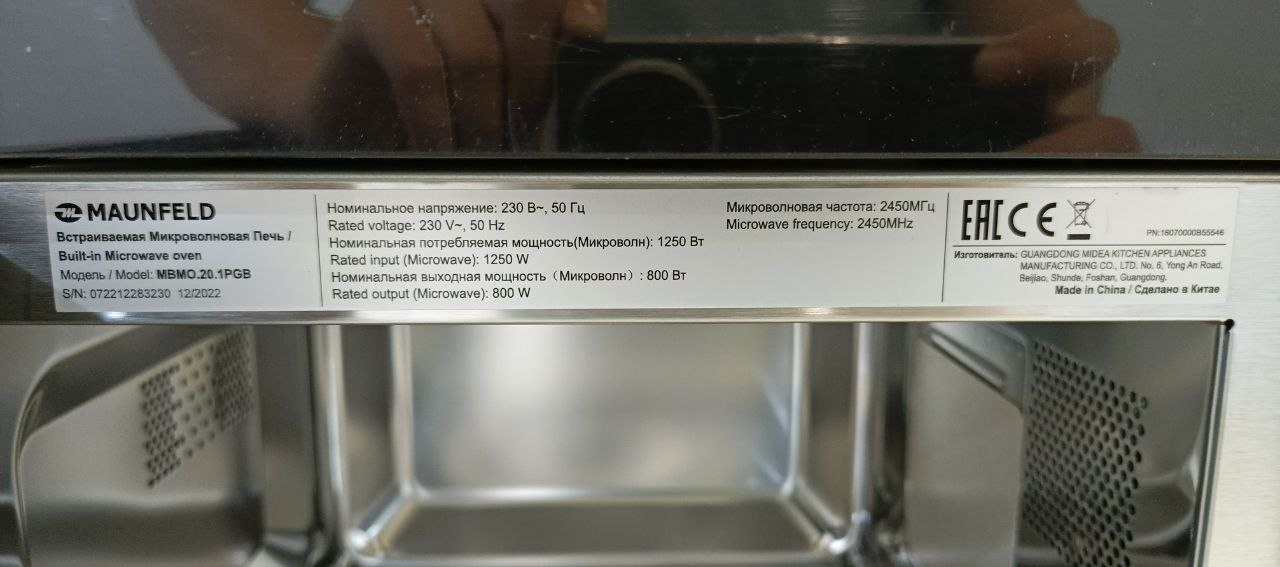 MAUNFELD
Встраиваемая Микроволновая Печь /
Built-in Microwave oven
Модель / Model: MBMO.20.1PGB
S/N: 072212283230 12/2022
Номинальное напряжение: 230 В~, 50 Гц
Rated voltage: 230 V~, 50 Hz
Номинальная потребляемая мощность(Микроволн): 1250 Вт
Rated input (Microwave): 1250 W
Номинальная выходная мощность（Микроволн）: 800 Вт
Rated output (Microwave): 800 W
Микроволновая частота: 2450МГц
Microwave frequency: 2450MHz
EAC CE
PN:16070000B55546
Изготовитель: GUANGDONG MIDEA KITCHEN APPLIANCES
MANUFACTURING CO., LTD. No. 6, Yong An Road,
Beijiao, Shunde, Foshan, Guangdong.
Made in China / Сделано в Китае